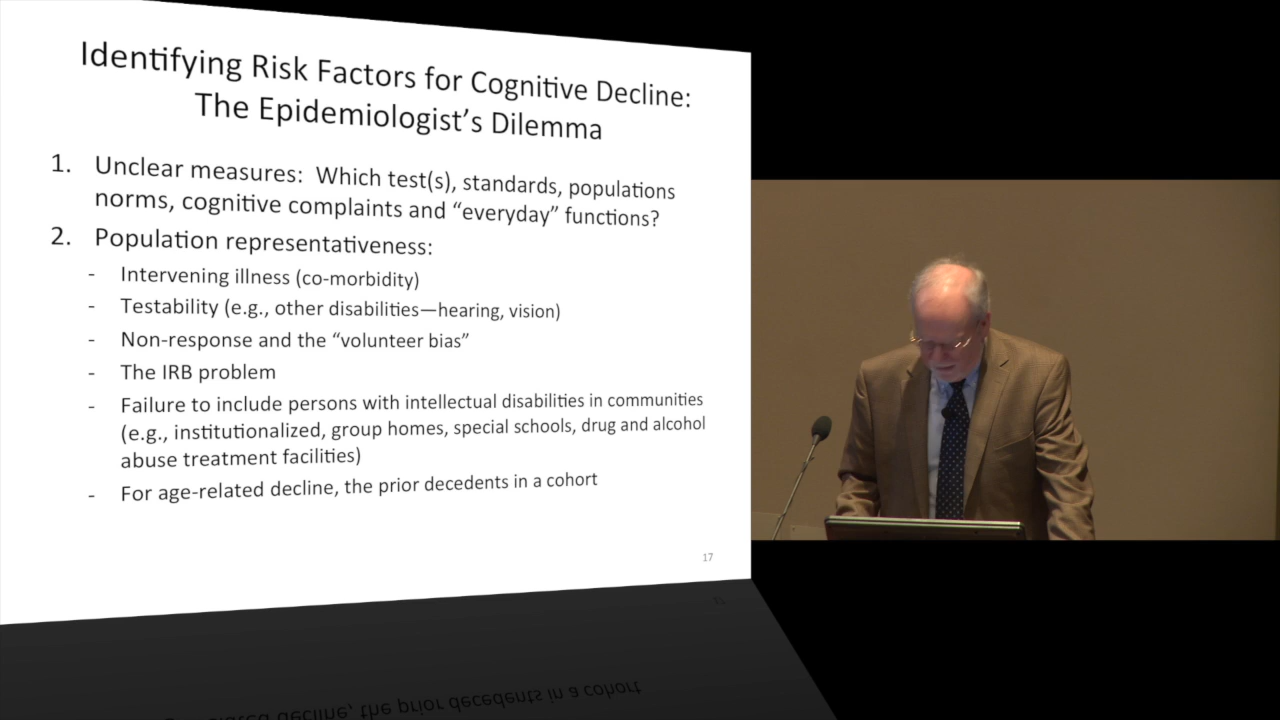 Identifying Risk Factors for Cognitive Decline:
The Epidemiologist’s Dilemma
1. Unclear measures: Which test(s), standards, populations
norms, cognitive complaints and “everyday” functions?
2. Population representativeness:
- Intervening illness (co-morbidity)
- Testability (e.g., other disabilities—hearing, vision)
- Non-response and the “volunteer bias”
- The IRB problem
- Failure to include persons with intellectual disabilities in communities
(e.g., institutionalized, group homes, special schools, drug and alcohol
abuse treatment facilities)
- For age-related decline, the prior decedents in a cohort
17